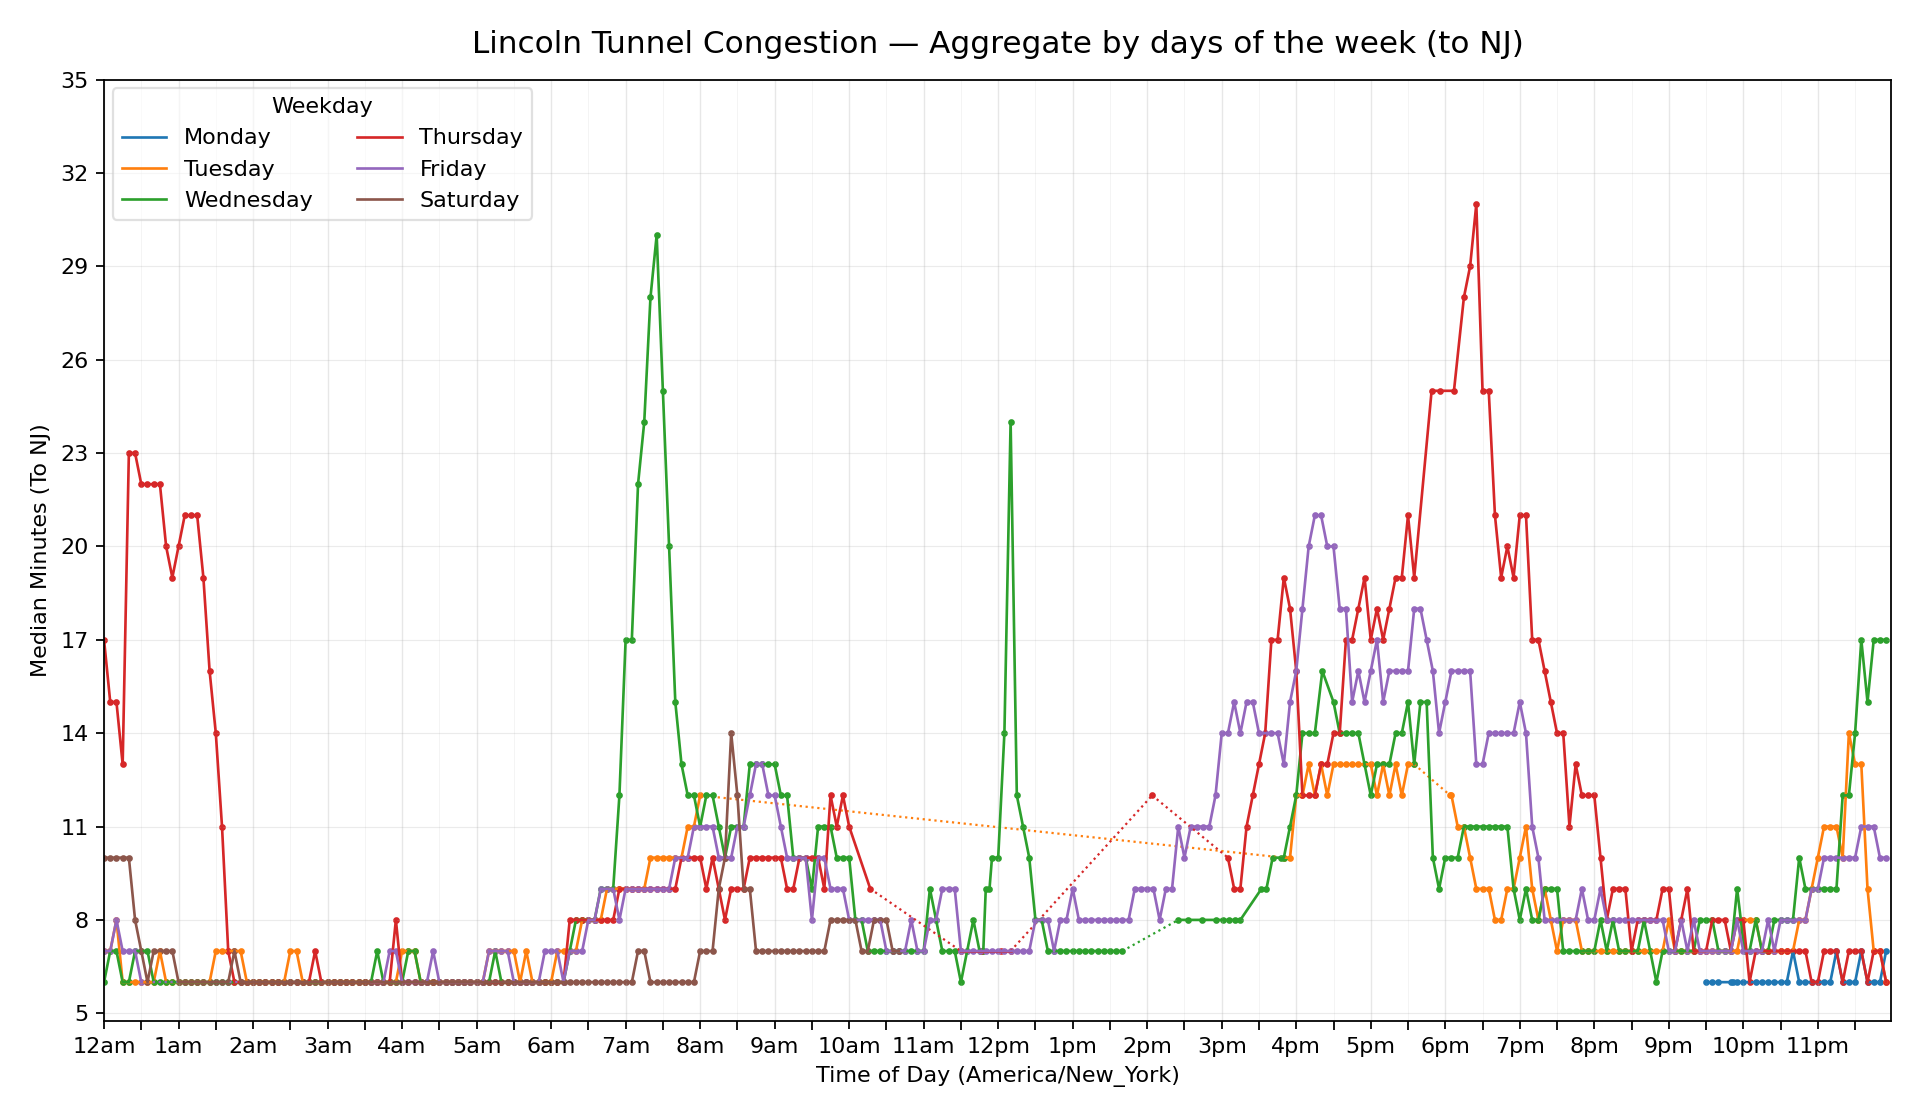 Lincoln Tunnel Congestion — Aggregate by days of the week (to NJ)
Weekday
Monday
Tuesday
Wednesday
Thursday
Friday
Saturday
Median Minutes (To NJ)
35
32
29
26
23
20
17
14
11
8
5
12am 1am 2am 3am 4am 5am 6am 7am 8am 9am 10am 11am 12pm 1pm 2pm 3pm 4pm 5pm 6pm 7pm 8pm 9pm 10pm 11pm
Time of Day (America/New_York)